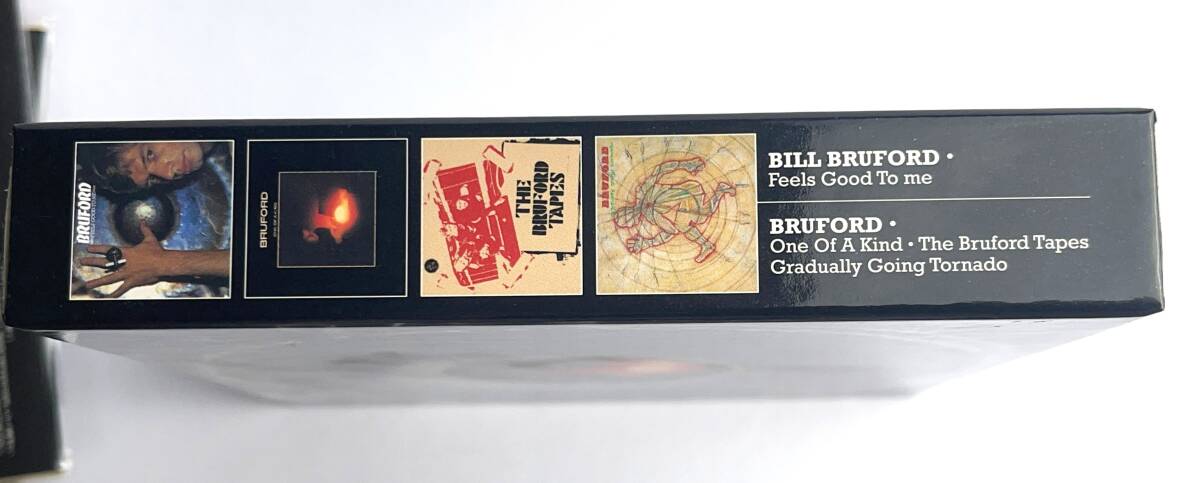 BRUFORD
BRUFORD
THE
BRUFORD
TAPES
BRUFORD
BILL BRUFORD •
Feels Good To me
BRUFORD •
One Of A Kind • The Bruford Tapes
Gradually Going Tornado